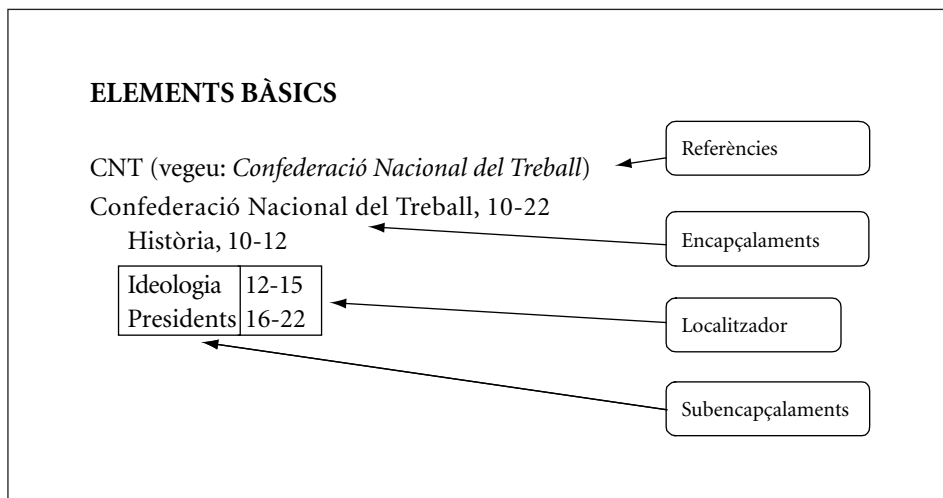 ELEMENTS BÀSICS
CNT (vegeu: Confederació Nacional del Treball)
Referències
Confederació Nacional del Treball, 10-22
Història, 10-12
Encapçalaments
Ideologia 12-15
Presidents 16-22
Localitzador
Subencapçalaments